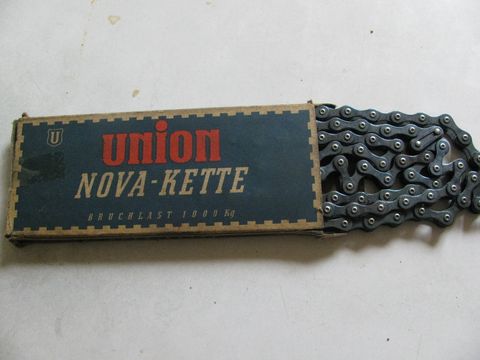 U
UNION
NOVA-KETTE
BRUCHLAST 1000 Kg